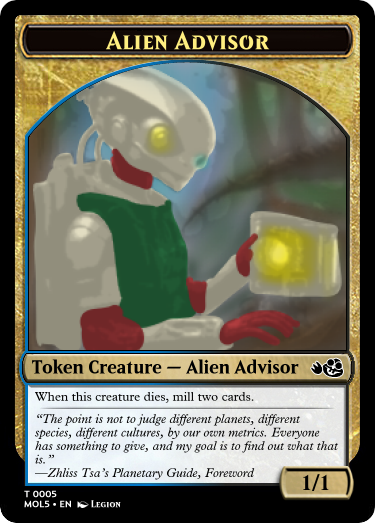 Alien Advisor
Token Creature — Alien Advisor
When this creature dies, mill two cards.
“The point is not to judge different planets, different
species, different cultures, by our own metrics. Everyone
has something to give, and my goal is to find out what that
is.”
—Zhliss Tsa's Planetary Guide, Foreword
1/1
T 0005
MOL5 • EN Legion